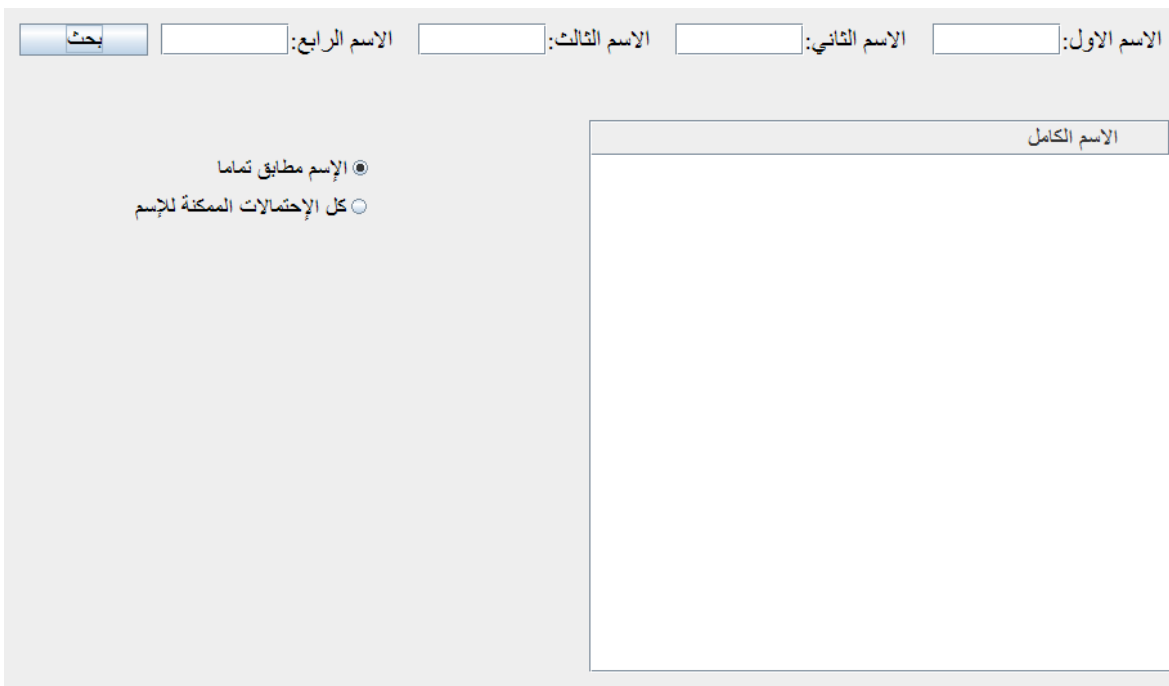 الاسم الاول: الاسم الثاني: الاسم الثالث: الاسم الرابع: بحث
الاسم الكامل
الإسم مطابق تماما
كل الإحتمالات الممكنة للإسم